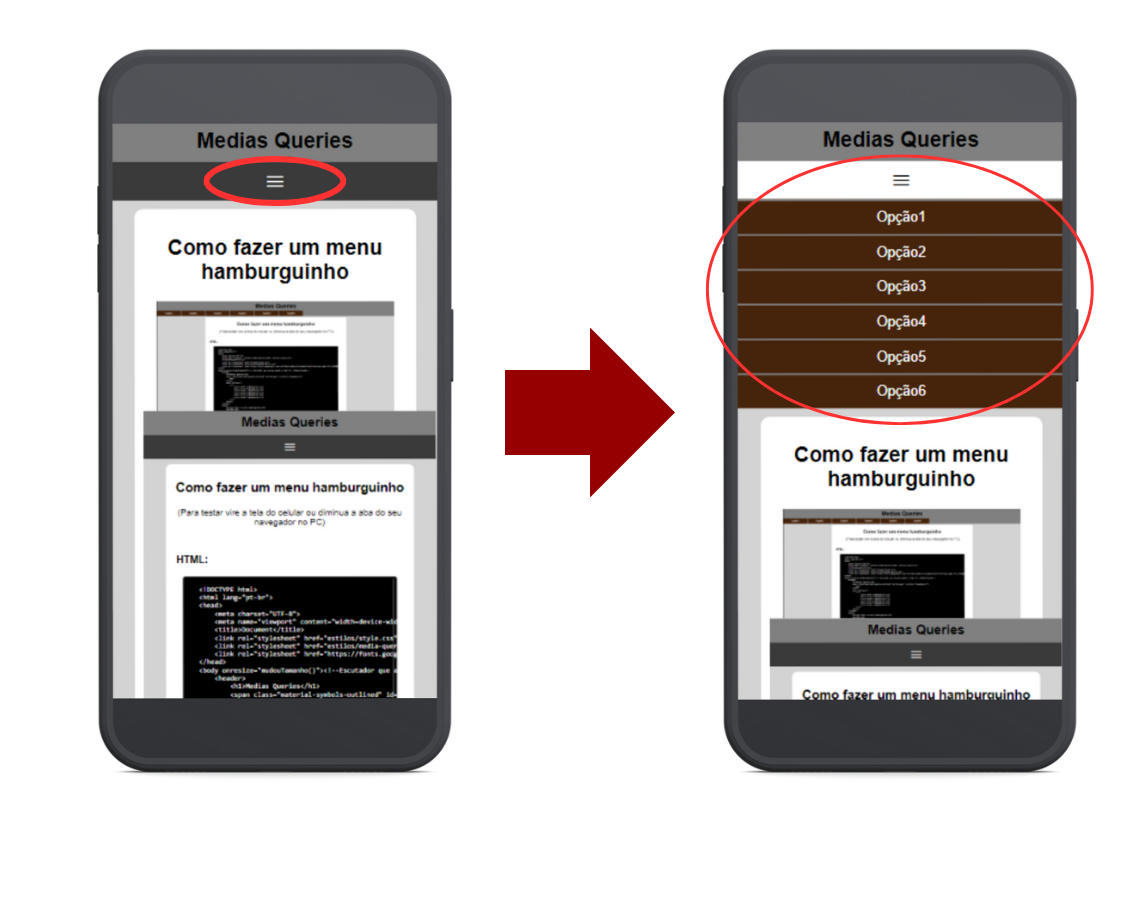 Medias Queries
Como fazer um menu
hamburguinho
Medias Queries
Como fazer um menu hamburguinho
HTML:
Medias Queries
Como fazer um menu hamburguinho
(Para testar vire a tela do celular ou diminua a aba do seu
navegador no PC)
HTML:
<!DOCTYPE html>
<html lang="pt-br">
<head>
<meta charset="UTF-8">
<meta name="viewport" content="width=device-wid
<title>Document</title>
<link rel="stylesheet" href="estilos/style.css"
<link rel="stylesheet" href="estilos/media-quer
<link rel="stylesheet" href="https://fonts.goog
</head>
<body onresize="mudouTamanho()"><!--Escutador que a
<header>
<h1>Medias Queries</h1>
<span class="material-symbols-outlined" id=
Medias Queries
Opção1
Opção2
Opção3
Opção4
Opção5
Opção6
Como fazer um menu
hamburguinho
Medias Queries
Como fazer um menu hamburguinho
Medias Queries
Como fazer um menu hamburguinho